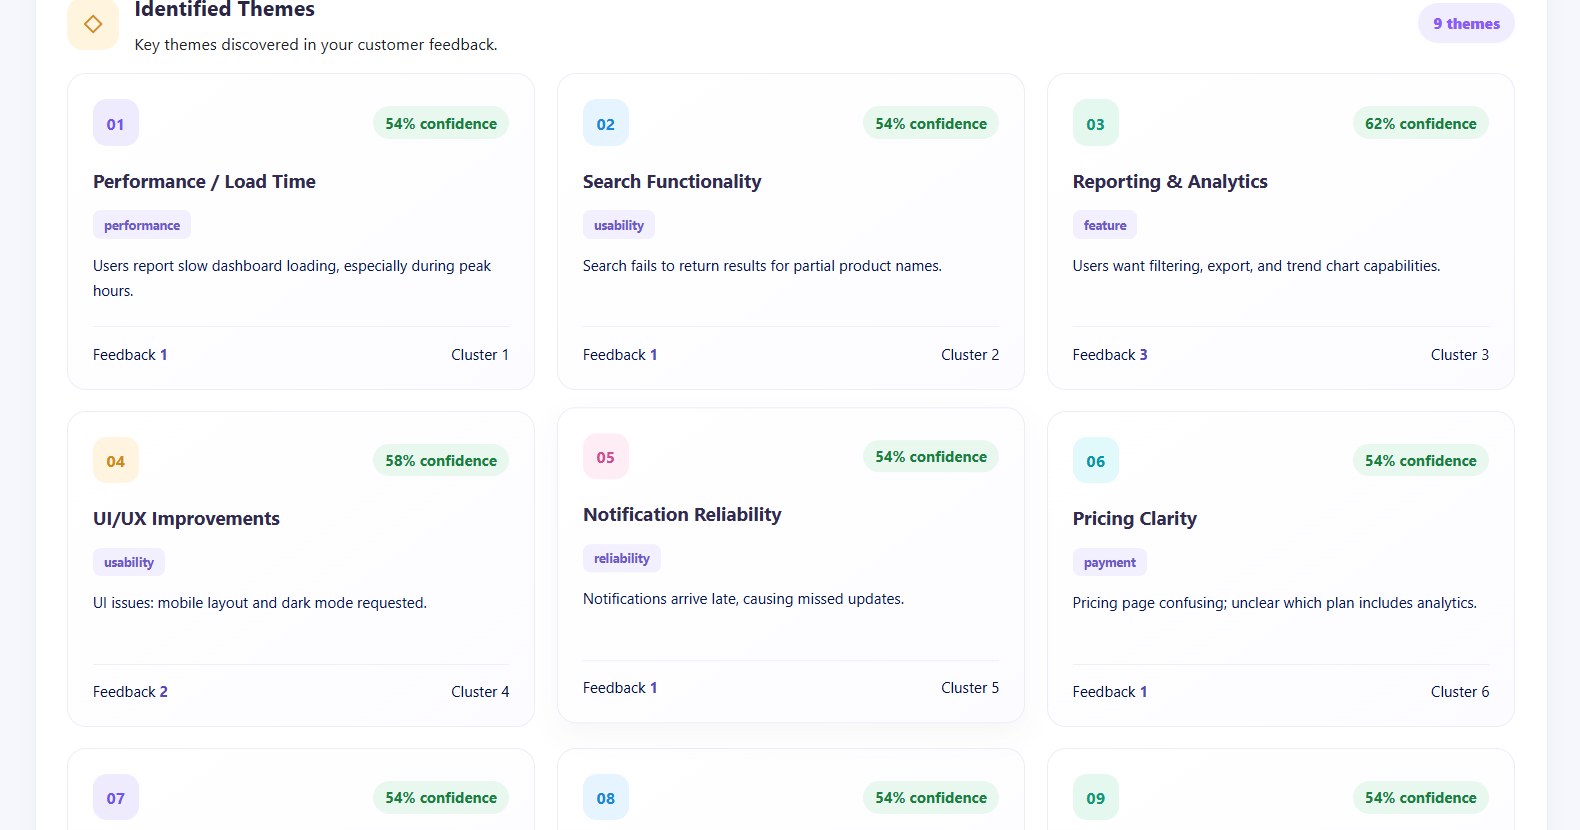 Identified Themes
9 themes
Key themes discovered in your customer feedback.
01
54% confidence
Performance / Load Time
performance
Users report slow dashboard loading, especially during peak
hours.
Feedback 1
Cluster 1
02
54% confidence
Search Functionality
usability
Search fails to return results for partial product names.
Feedback 1
Cluster 2
03
62% confidence
Reporting & Analytics
feature
Users want filtering, export, and trend chart capabilities.
Feedback 3
Cluster 3
04
58% confidence
UI/UX Improvements
usability
UI issues: mobile layout and dark mode requested.
Feedback 2
Cluster 4
05
54% confidence
Notification Reliability
reliability
Notifications arrive late, causing missed updates.
Feedback 1
Cluster 5
06
54% confidence
Pricing Clarity
payment
Pricing page confusing; unclear which plan includes analytics.
Feedback 1
Cluster 6
07
54% confidence
08
54% confidence
09
54% confidence